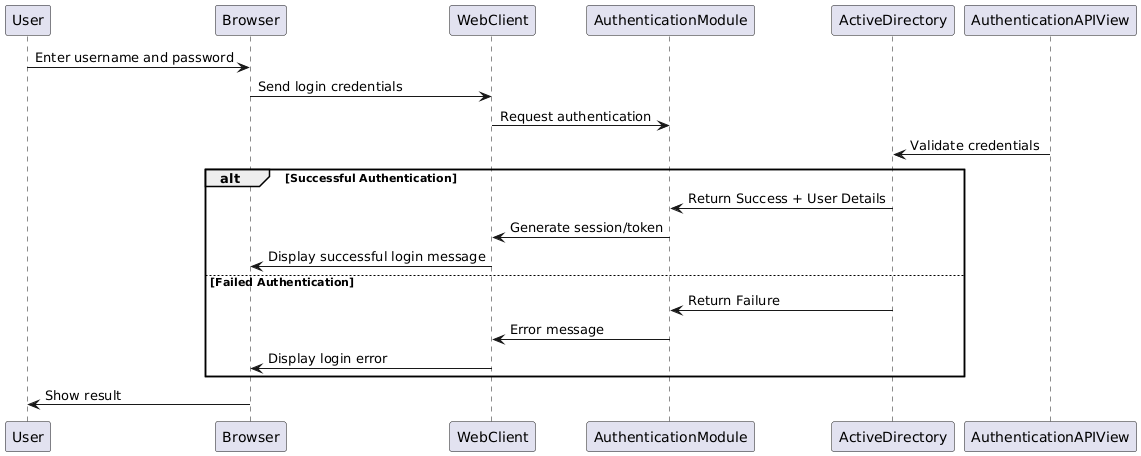 User Browser WebClient AuthenticationModule ActiveDirectory AuthenticationAPIView
Enter username and password
Send login credentials
Request authentication
Validate credentials
alt [Successful Authentication]
Return Success + User Details
Generate session/token
Display successful login message
[Failed Authentication]
Return Failure
Error message
Display login error
Show result
User Browser WebClient AuthenticationModule ActiveDirectory AuthenticationAPIView